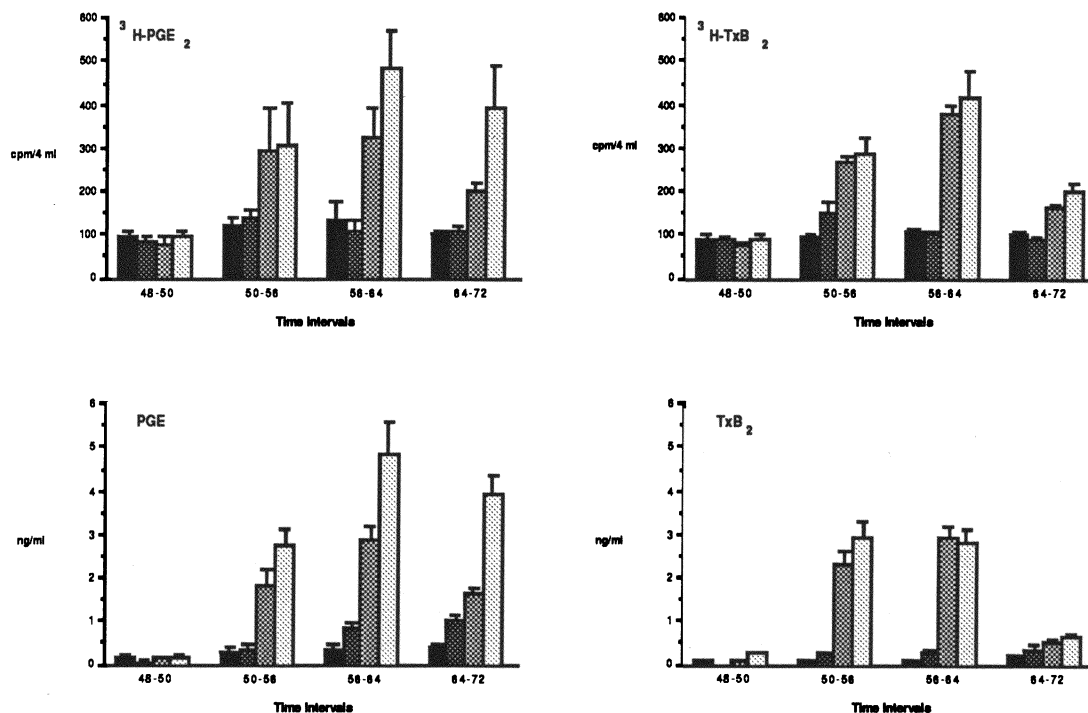 ³H-PGE₂
600
500
400
300
200
100
0
cpm/4 ml
48-50 50-56 56-64 64-72
Time Intervals
³H-TxB₂
600
500
400
300
200
100
0
cpm/4 ml
48-50 50-56 56-64 64-72
Time Intervals
PGE
6
5
4
3
2
1
0
ng/ml
48-50 50-56 56-64 64-72
Time Intervals
TxB₂
6
5
4
3
2
1
0
ng/ml
48-50 50-56 56-64 64-72
Time Intervals